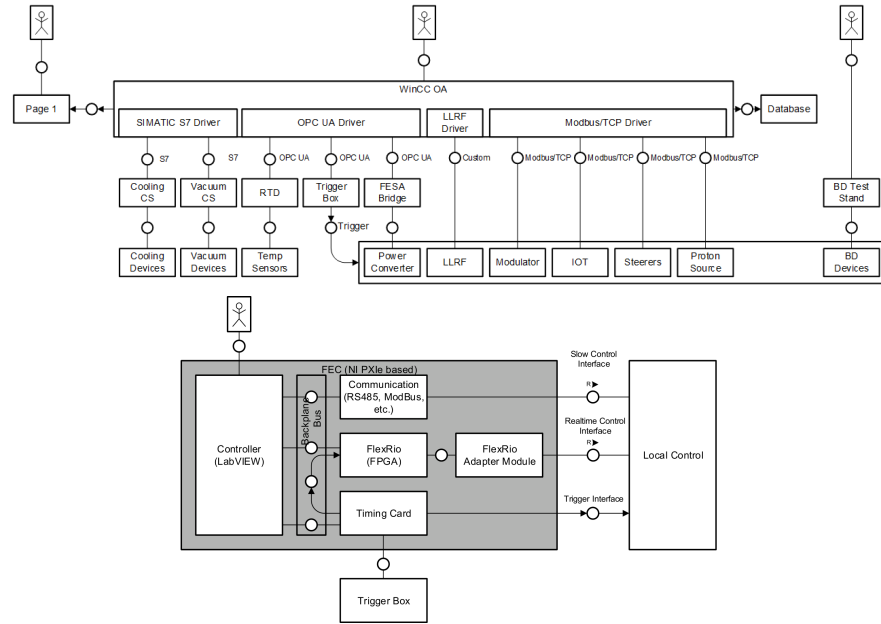 WinCC OA
Page 1
Database
SIMATIC S7 Driver
OPC UA Driver
LLRF
Driver
Modbus/TCP Driver
S7
S7
OPC UA
OPC UA
OPC UA
Custom
Modbus/TCP
Modbus/TCP
Modbus/TCP
Modbus/TCP
Cooling
CS
Vacuum
CS
RTD
Trigger
Box
FESA
Bridge
BD Test
Stand
Trigger
Cooling
Devices
Vacuum
Devices
Temp
Sensors
Power
Converter
LLRF
Modulator
IOT
Steerers
Proton
Source
BD
Devices
FEC (NI PXIe based)
Slow Control
Interface
R
Communication
(RS485, ModBus,
etc.)
Backplane
Bus
Controller
(LabVIEW)
FlexRio
(FPGA)
FlexRio
Adapter Module
Realtime Control
Interface
R
Local Control
Timing Card
Trigger Interface
Trigger Box